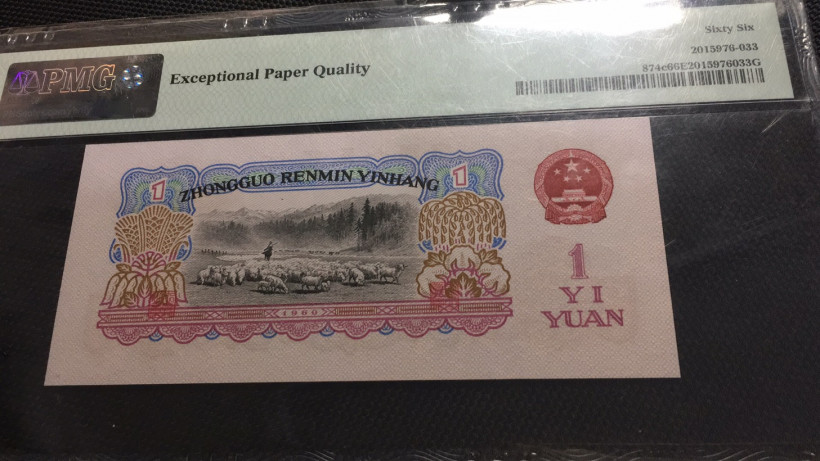 Sixty Six
PMG
Exceptional Paper Quality
2015976-033
874c66E2015976033G
1
1
ZHONGGUO RENMIN YINHANG
1960
1
YI
YUAN